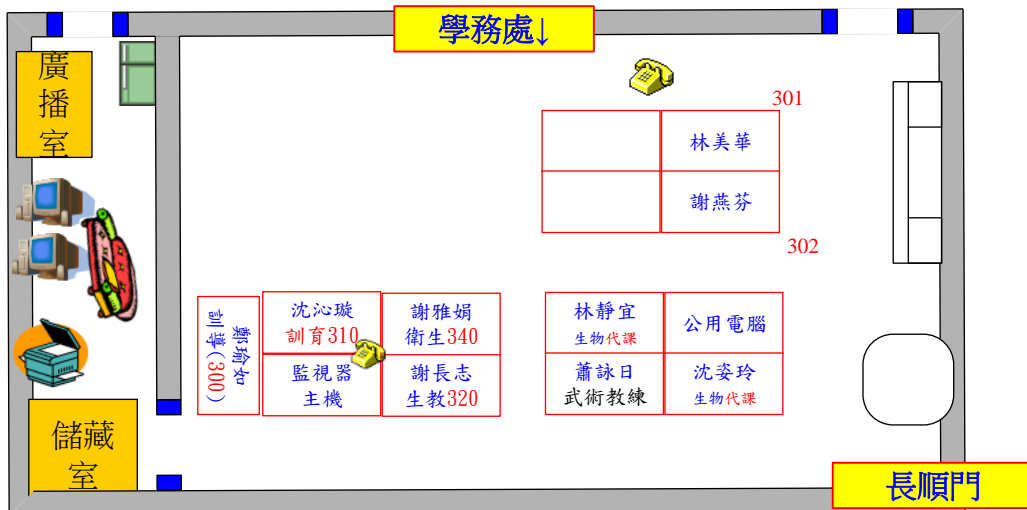 學務處↓
廣播室
301
林美華
謝燕芬
302
鄭瑜如
訓導(300)
沈沁璇
訓育310
謝雅娟
衛生340
監視器
主機
謝長志
生教320
林靜宜
生物代課
公用電腦
蕭詠日
武術教練
沈姿玲
生物代課
儲藏室
長順門